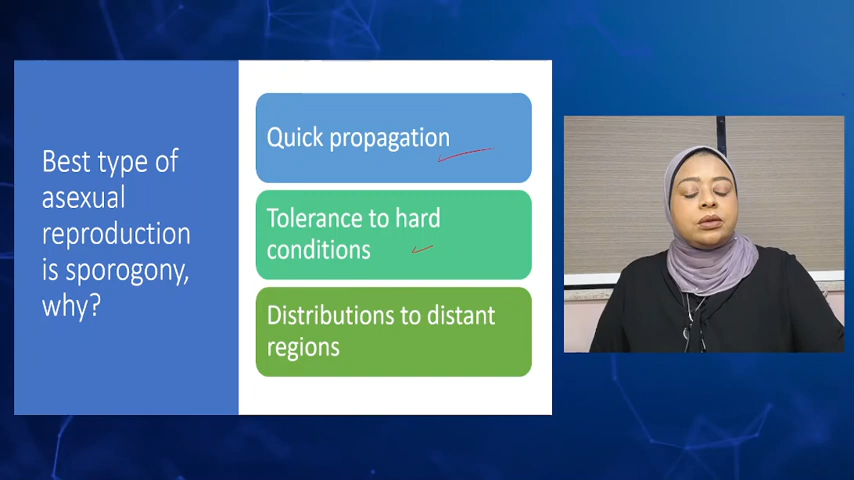 Best type of
asexual
reproduction
is sporogony,
why?
Quick propagation
Tolerance to hard
conditions
Distributions to distant
regions